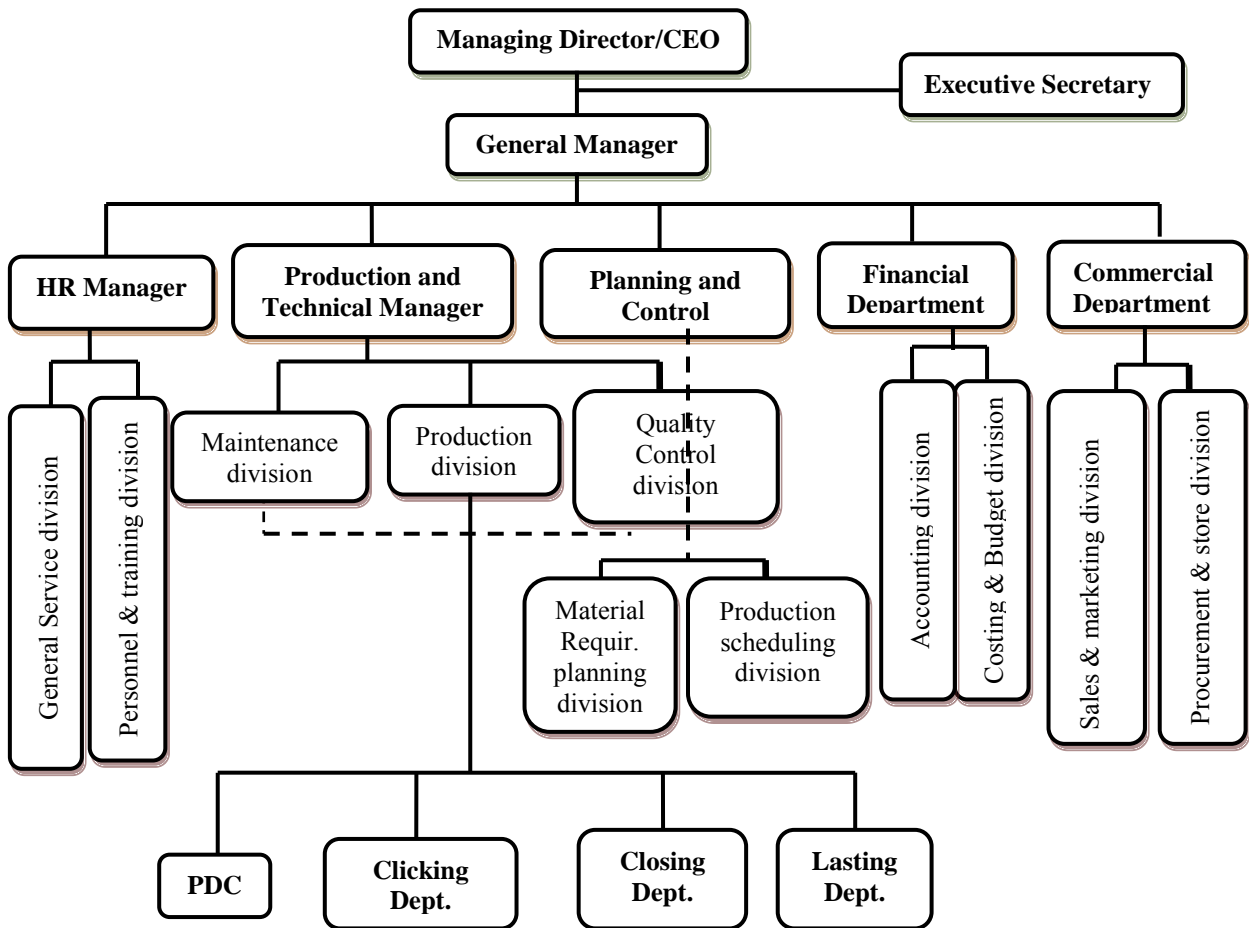 Managing Director/CEO
Executive Secretary
General Manager
HR Manager
Production and
Technical Manager
Planning and
Control
Financial
Department
Commercial
Department
General Service division
Personnel & training division
Maintenance
division
Production
division
Quality
Control
division
Accounting division
Costing & Budget division
Sales & marketing division
Procurement & store division
Material
Requir.
planning
division
Production
scheduling
division
PDC
Clicking
Dept.
Closing
Dept.
Lasting
Dept.